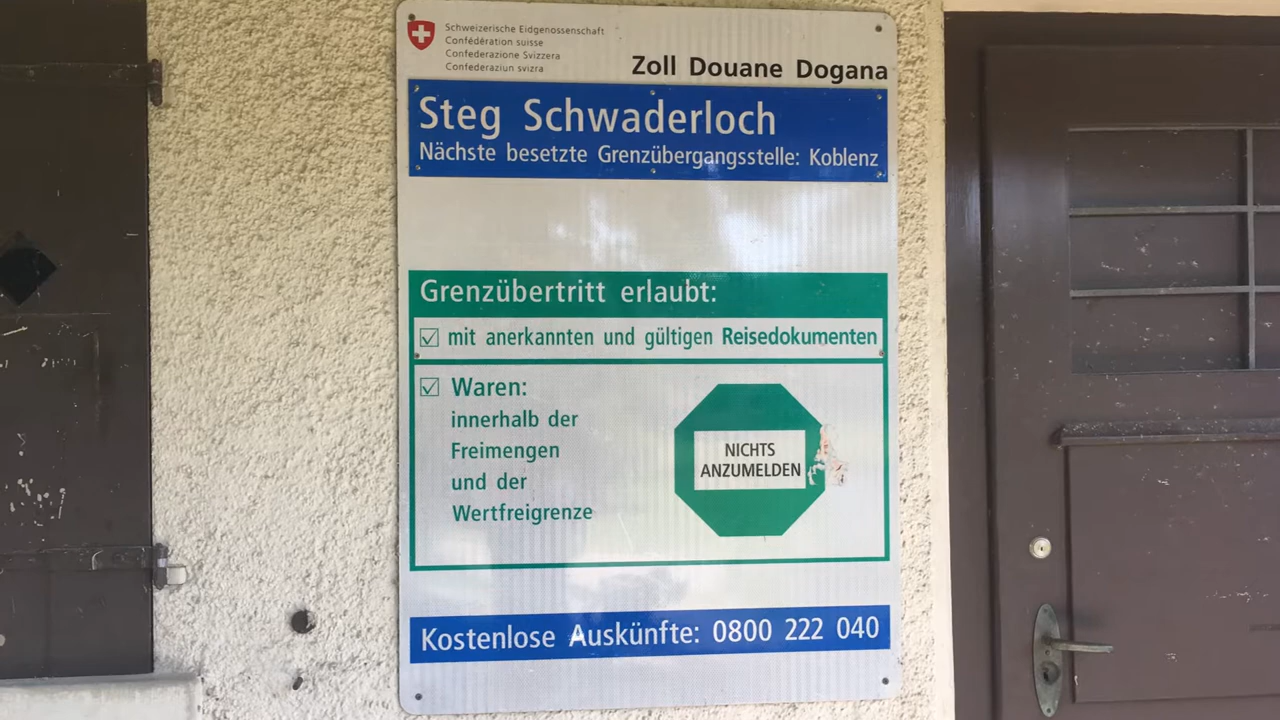 Schweizerische Eidgenossenschaft
Confédération suisse
Confederazione Svizzera
Confederaziun svizra
Zoll Douane Dogana
Steg Schwaderloch
Nächste besetzte Grenzübergangsstelle: Koblenz
Grenzübertritt erlaubt:
mit anerkannten und gültigen Reisedokumenten
Waren:
innerhalb der
Freimengen
und der
Wertfreigrenze
NICHTS
ANZUMELDEN
Kostenlose Auskünfte: 0800 222 040